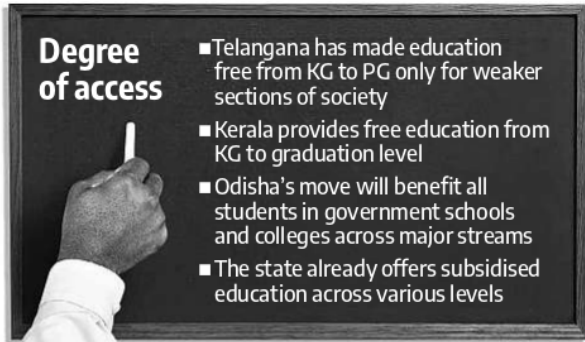 Degree
of access
■Telangana has made education
free from KG to PG only for weaker
sections of society
■Kerala provides free education from
KG to graduation level
■Odisha's move will benefit all
students in government schools
and colleges across major streams
■The state already offers subsidised
education across various levels